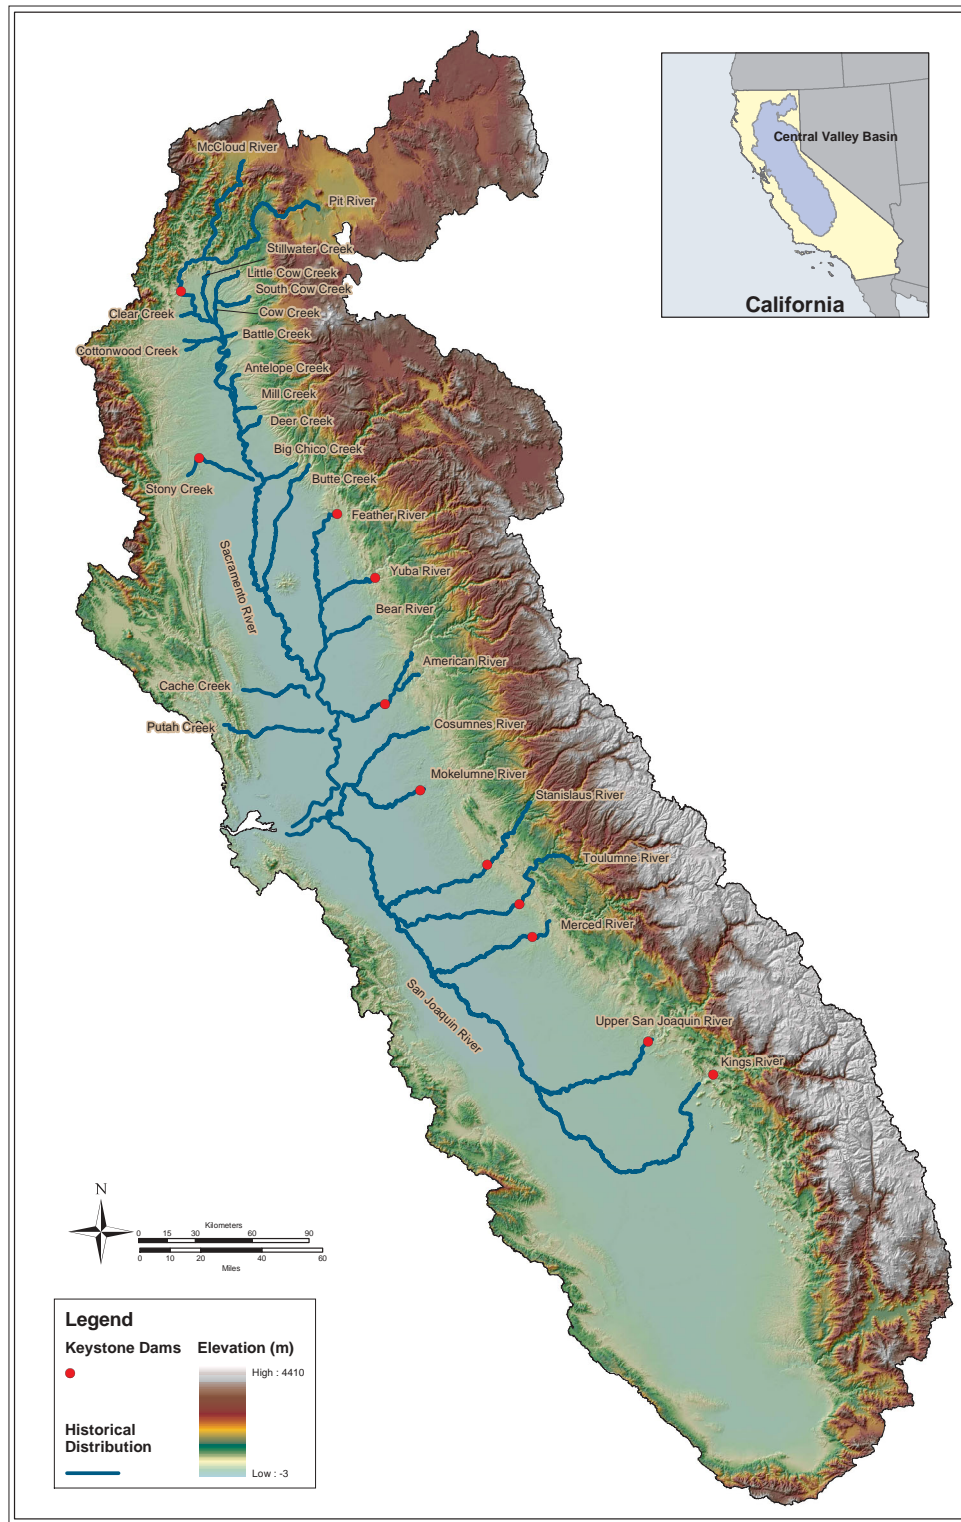 McCloud River
Pit River
Stillwater Creek
Little Cow Creek
South Cow Creek
Clear Creek
Cow Creek
Battle Creek
Cottonwood Creek
Antelope Creek
Mill Creek
Deer Creek
Big Chico Creek
Stony Creek
Butte Creek
Feather River
Sacramento River
Yuba River
Bear River
American River
Cache Creek
Putah Creek
Cosumnes River
Mokelumne River
Stanislaus River
Toulumne River
Merced River
San Joaquin River
Upper San Joaquin River
Kings River
Central Valley Basin
California
N
Kilometers
0 15 30 60 90
0 10 20 40 60
Miles
Legend
Keystone Dams
Elevation (m)
High : 4410
Historical
Distribution
Low : -3